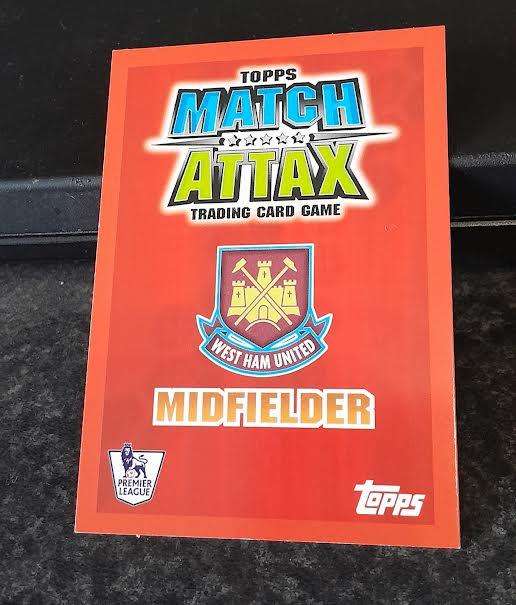 TOPPS
MATCH
ATTAX
TRADING CARD GAME
WEST HAM UNITED
MIDFIELDER
PREMIER
LEAGUE
topps